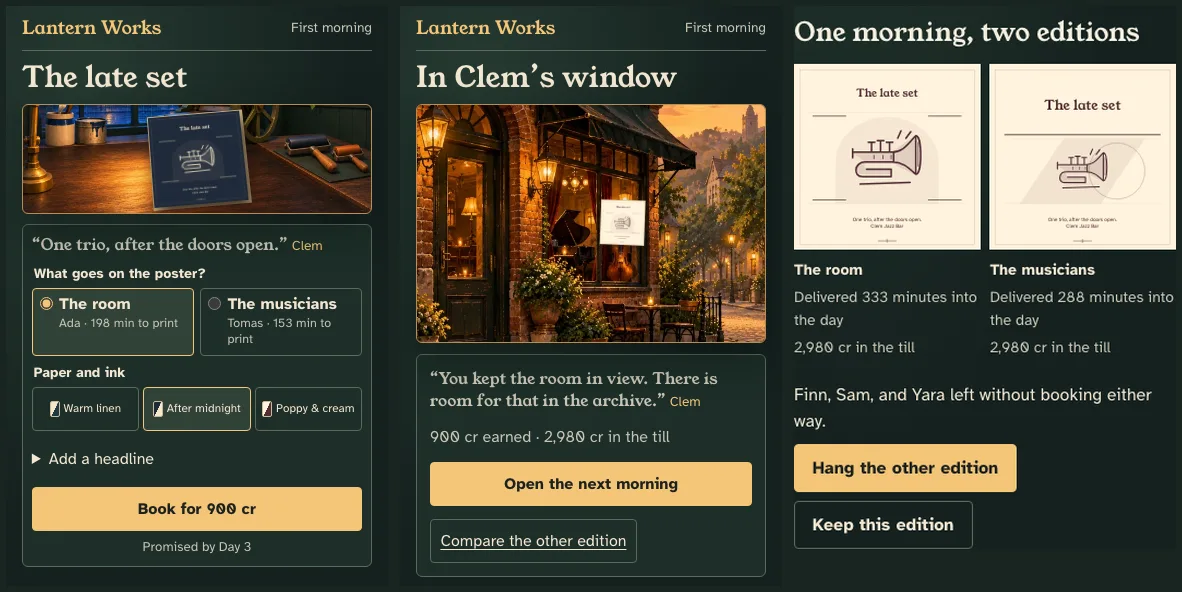 Lantern Works
First morning
The late set
The late set
“One trio, after the doors open.” Clem
What goes on the poster?
The room
Ada · 198 min to print
The musicians
Tomas · 153 min to
print
Paper and ink
Warm linen
After midnight
Poppy & cream
Add a headline
Book for 900 cr
Promised by Day 3
Lantern Works
First morning
In Clem’s window
“You kept the room in view. There is
room for that in the archive.” Clem
900 cr earned · 2,980 cr in the till
Open the next morning
Compare the other edition
One morning, two editions
The late set
One trio, after the doors open.
Clem Jazz Bar
The late set
One trio, after the doors open.
Clem Jazz Bar
The room
Delivered 333 minutes into
the day
2,980 cr in the till
The musicians
Delivered 288 minutes into
the day
2,980 cr in the till
Finn, Sam, and Yara left without booking either
way.
Hang the other edition
Keep this edition